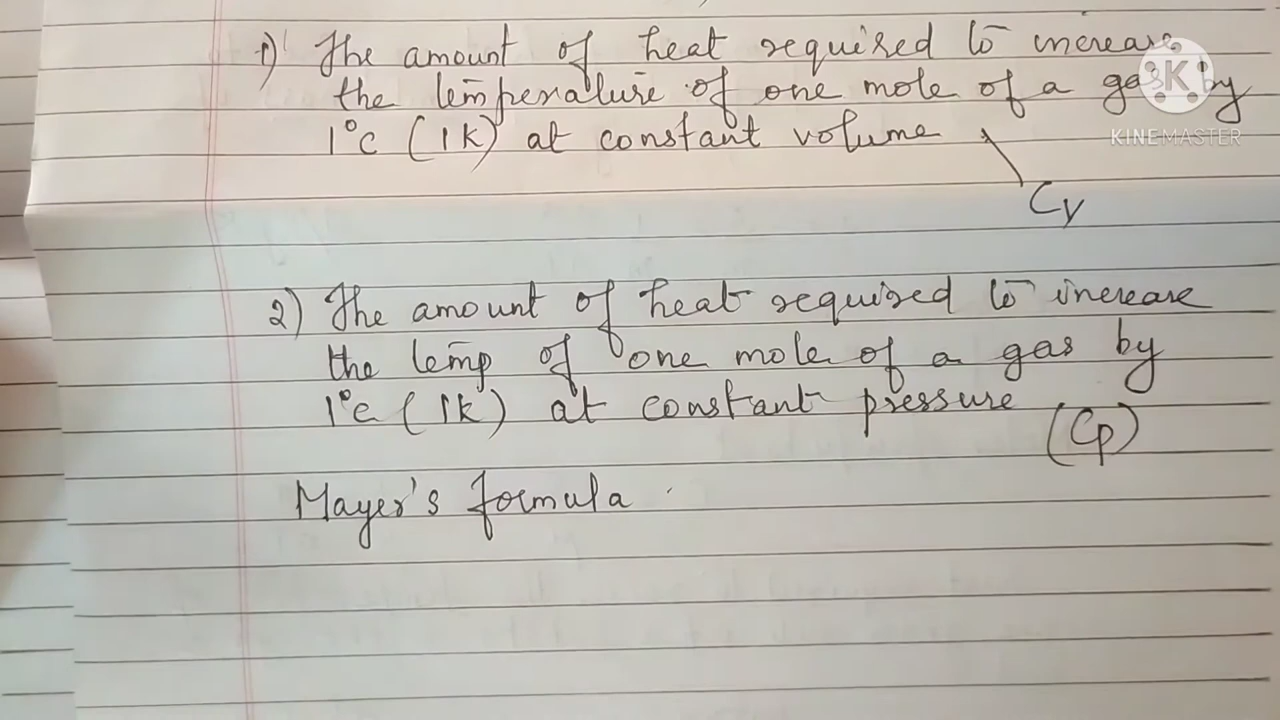 1) The amount of heat required to increase
the temperature of one mole of a gas by
1°c (1K) at constant volume
Cv
2) The amount of heat required to increase
the temp of one mole of a gas by
1°c (1K) at constant pressure
(Cp)
Mayer's formula
K
KINEMASTER